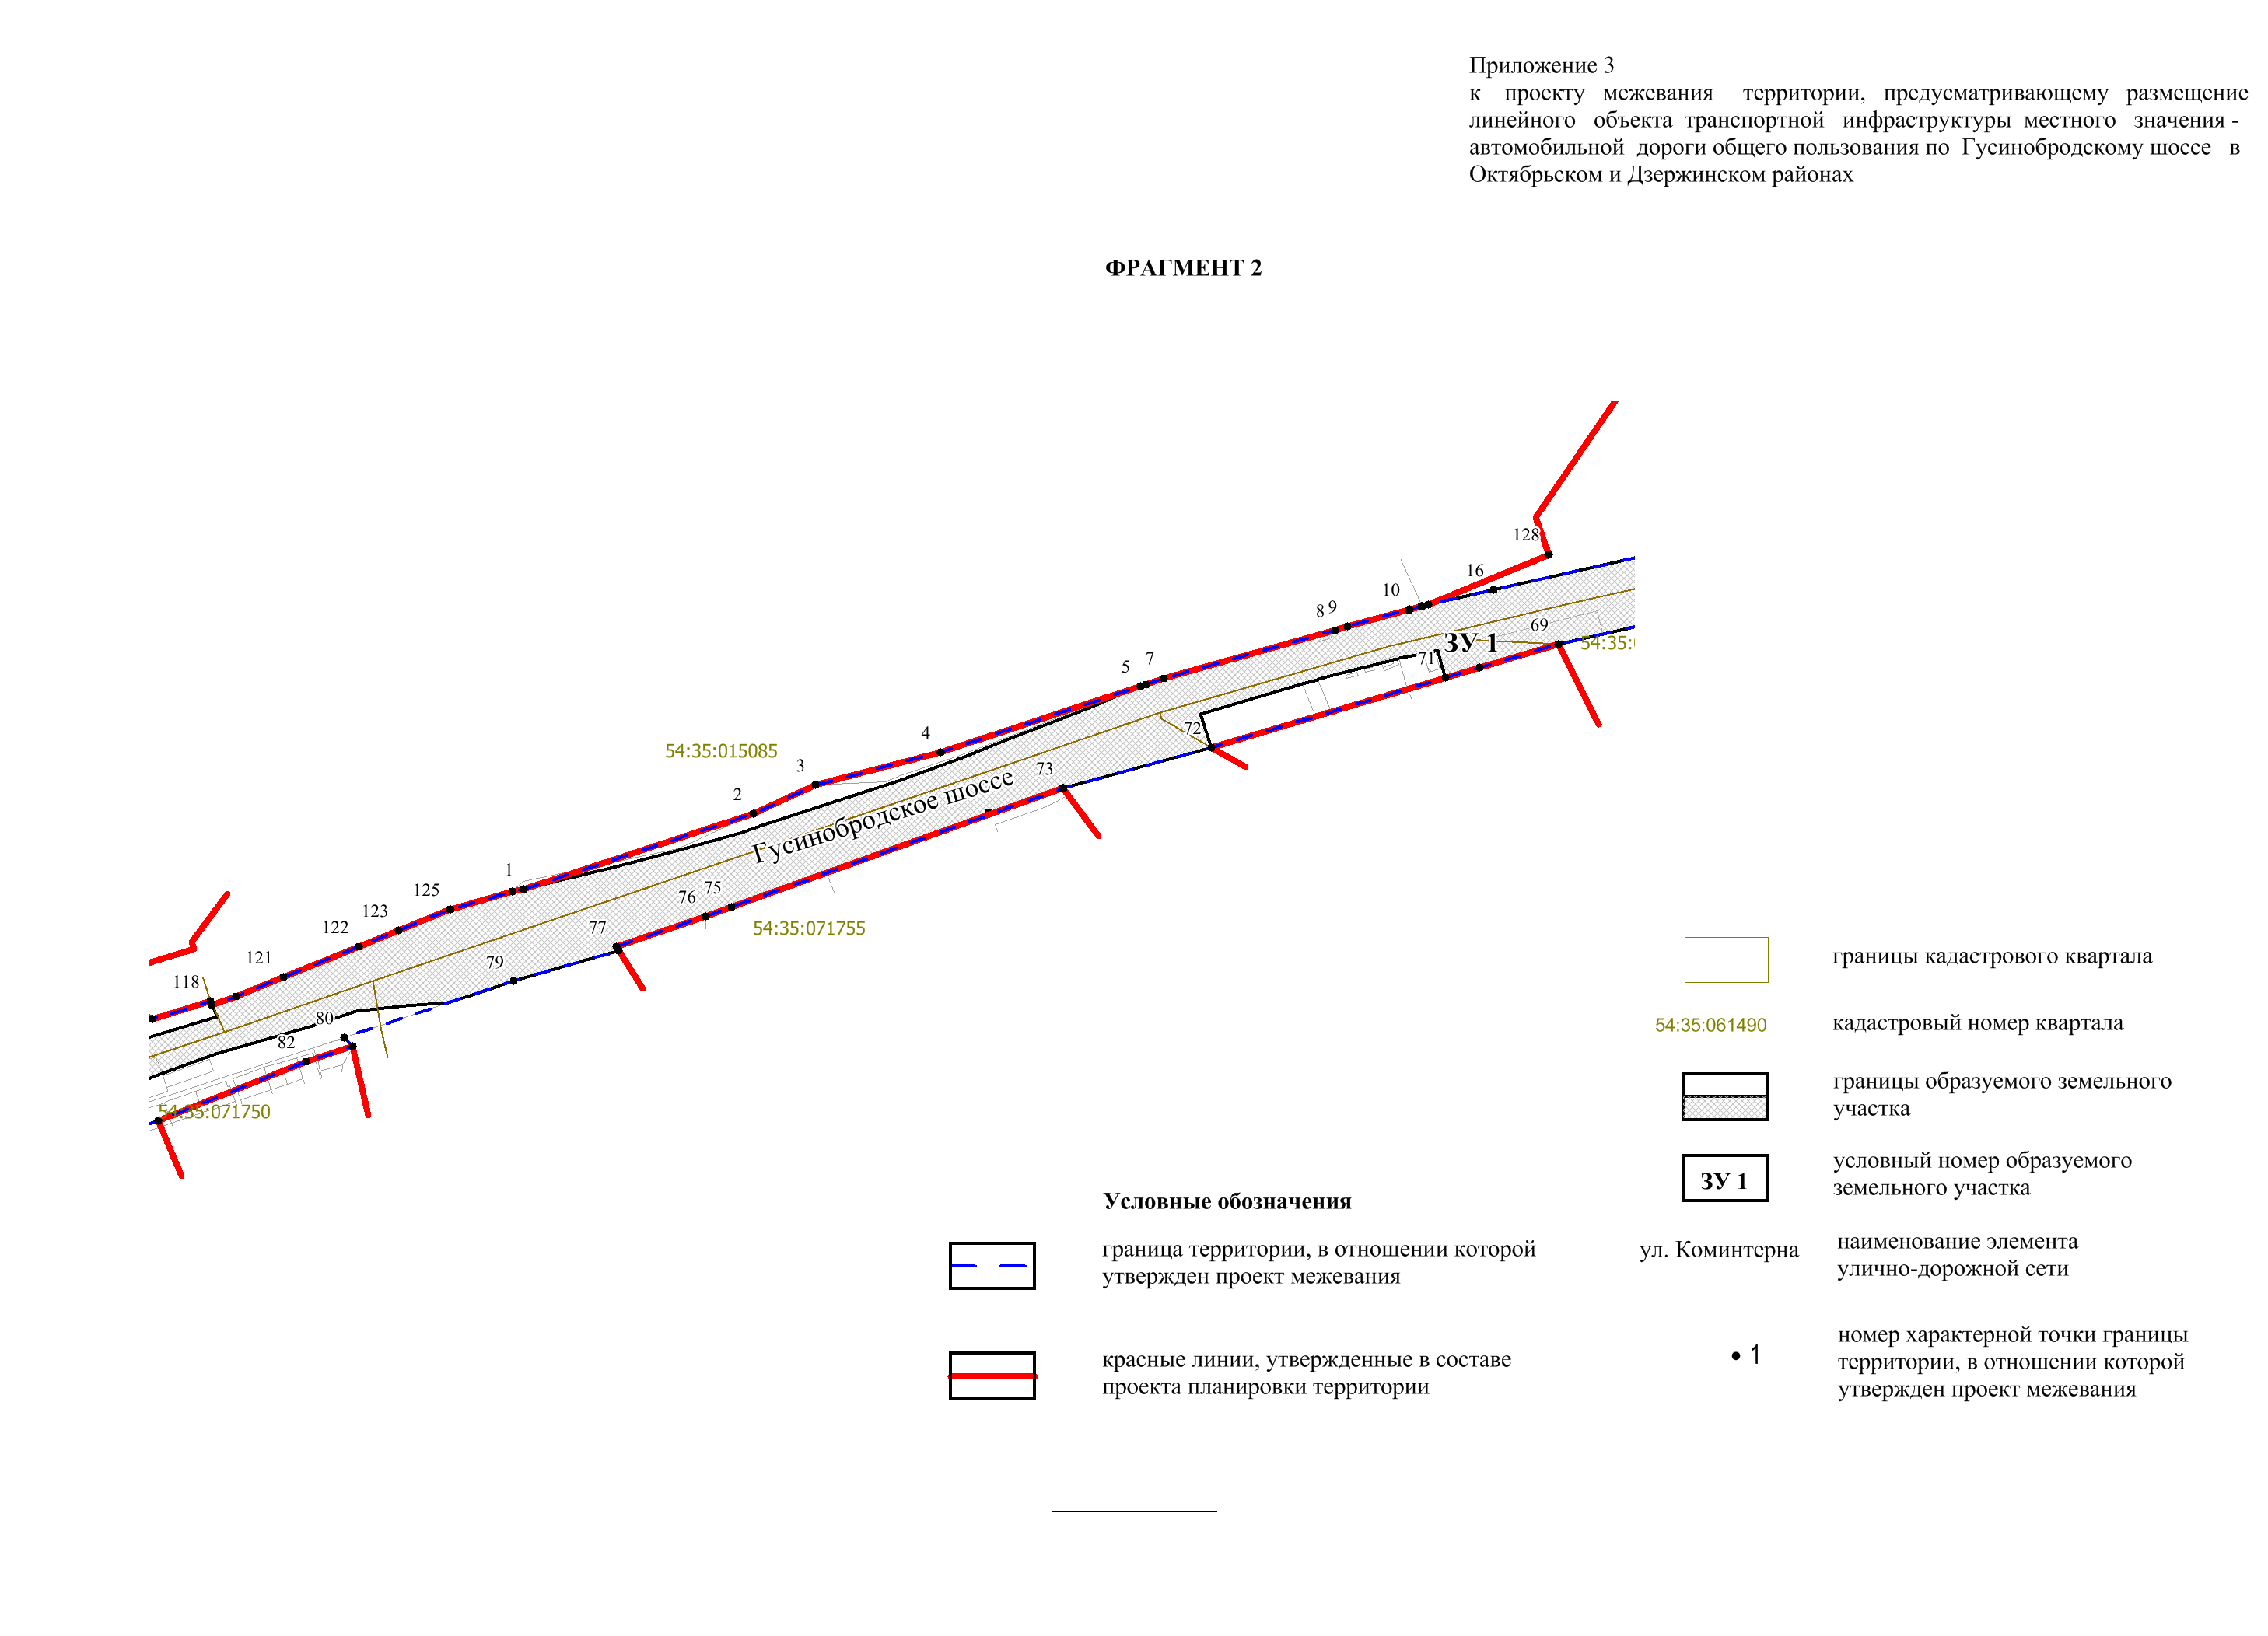 Приложение 3
к проекту межевания территории, предусматривающему размещение
линейного объекта транспортной инфраструктуры местного значения -
автомобильной дороги общего пользования по Гусинобродскому шоссе в
Октябрьском и Дзержинском районах
ФРАГМЕНТ 2
128
16
10
8 9
69
ЗУ 1
54:35:
71
7
5
72
4
54:35:015085
3
73
2
Гусинобродское шоссе
1
125
75
76
123
54:35:071755
122
77
121
79
118
80
82
54:35:071750
границы кадастрового квартала
54:35:061490
кадастровый номер квартала
границы образуемого земельного
участка
ЗУ 1
условный номер образуемого
земельного участка
Условные обозначения
граница территории, в отношении которой
утвержден проект межевания
красные линии, утвержденные в составе
проекта планировки территории
ул. Коминтерна
наименование элемента
улично-дорожной сети
1
номер характерной точки границы
территории, в отношении которой
утвержден проект межевания